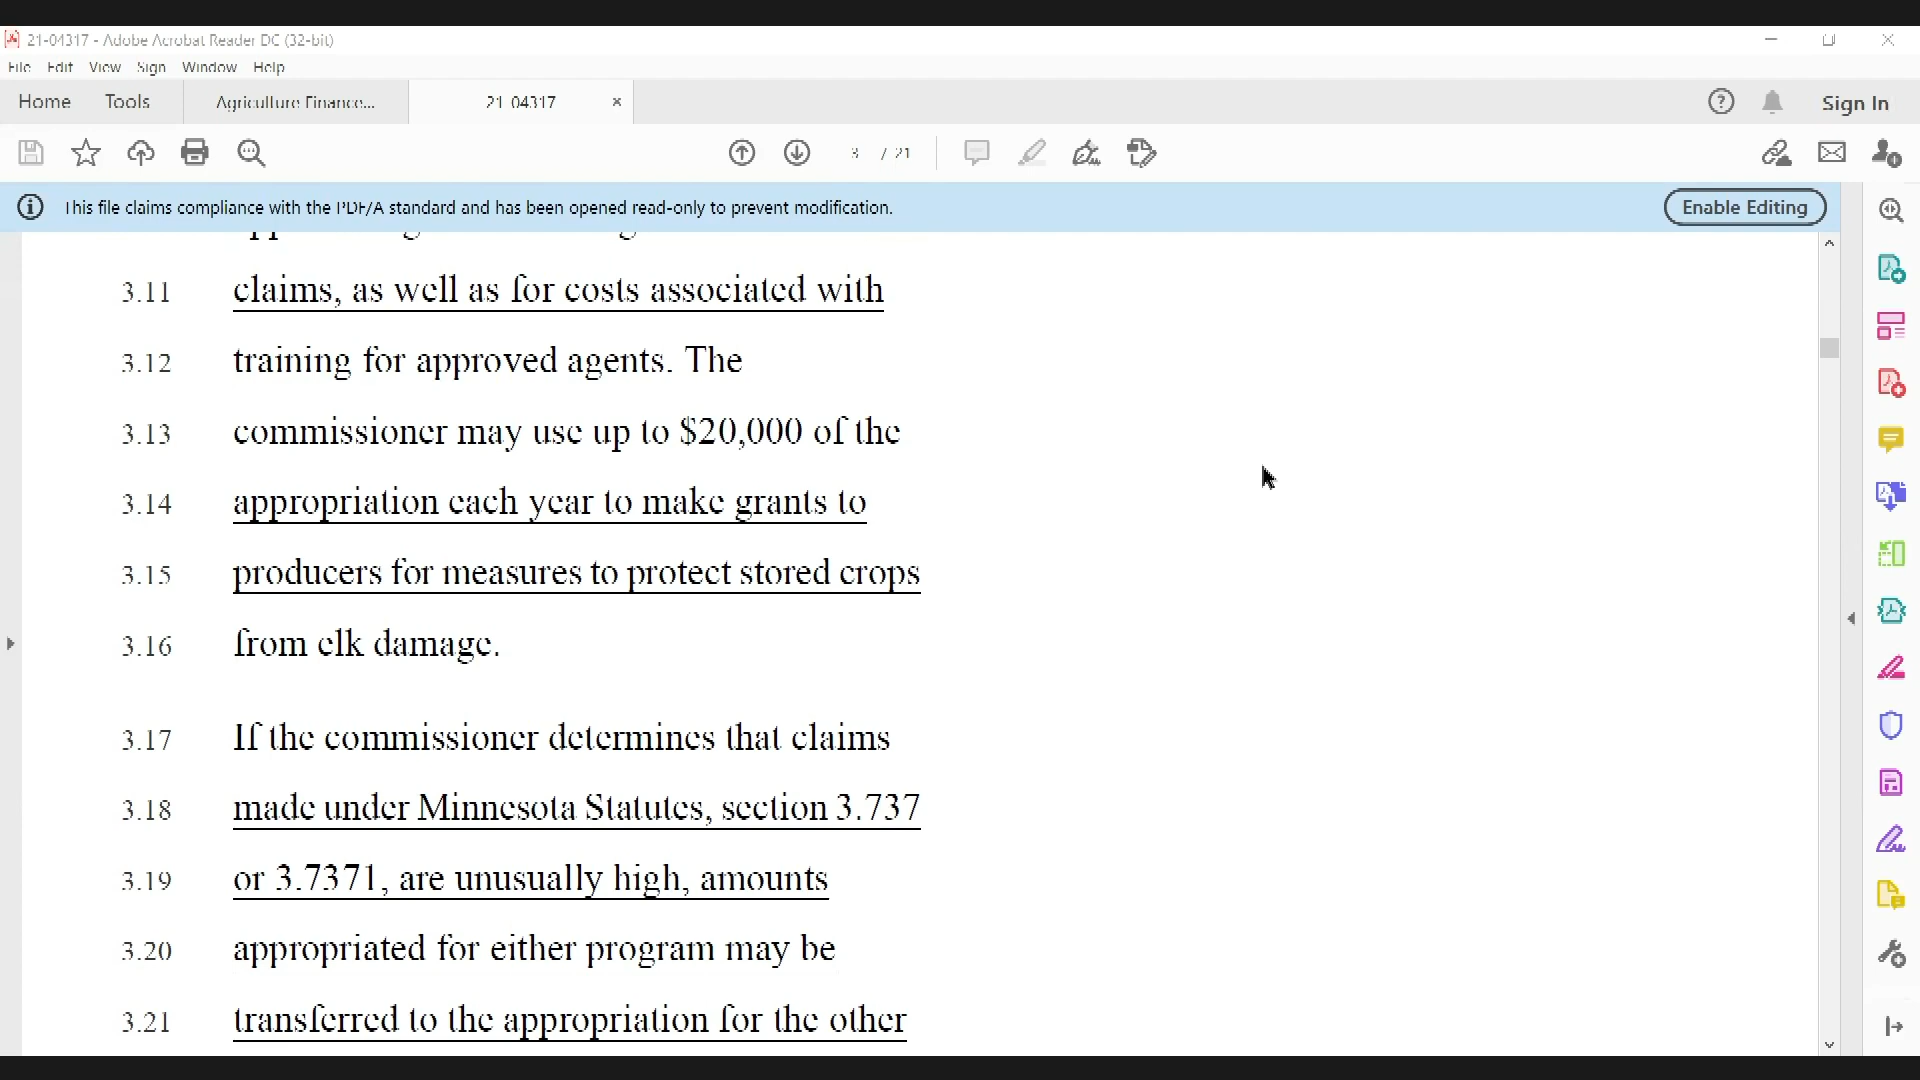 21-04317 - Adobe Acrobat Reader DC (32-bit)
File Edit View Sign Window Help
Home Tools Agriculture Finance... 21-04317 Sign In
3 / 21
This file claims compliance with the PDF/A standard and has been opened read-only to prevent modification. Enable Editing
3.11 claims, as well as for costs associated with
3.12 training for approved agents. The
3.13 commissioner may use up to $20,000 of the
3.14 appropriation each year to make grants to
3.15 producers for measures to protect stored crops
3.16 from elk damage.
3.17 If the commissioner determines that claims
3.18 made under Minnesota Statutes, section 3.737
3.19 or 3.7371, are unusually high, amounts
3.20 appropriated for either program may be
3.21 transferred to the appropriation for the other